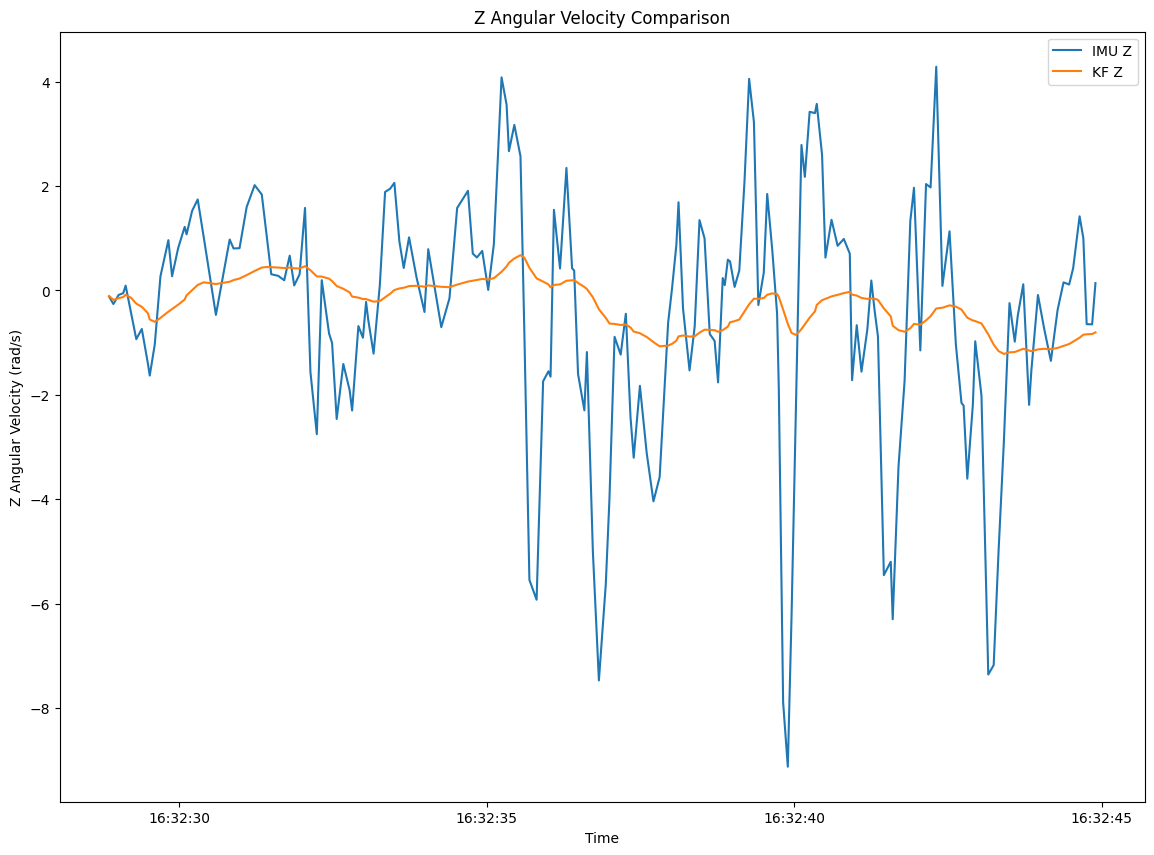 Z Angular Velocity Comparison
IMU Z
KF Z
Z Angular Velocity (rad/s)
4
2
0
−2
−4
−6
−8
16:32:30
16:32:35
16:32:40
16:32:45
Time